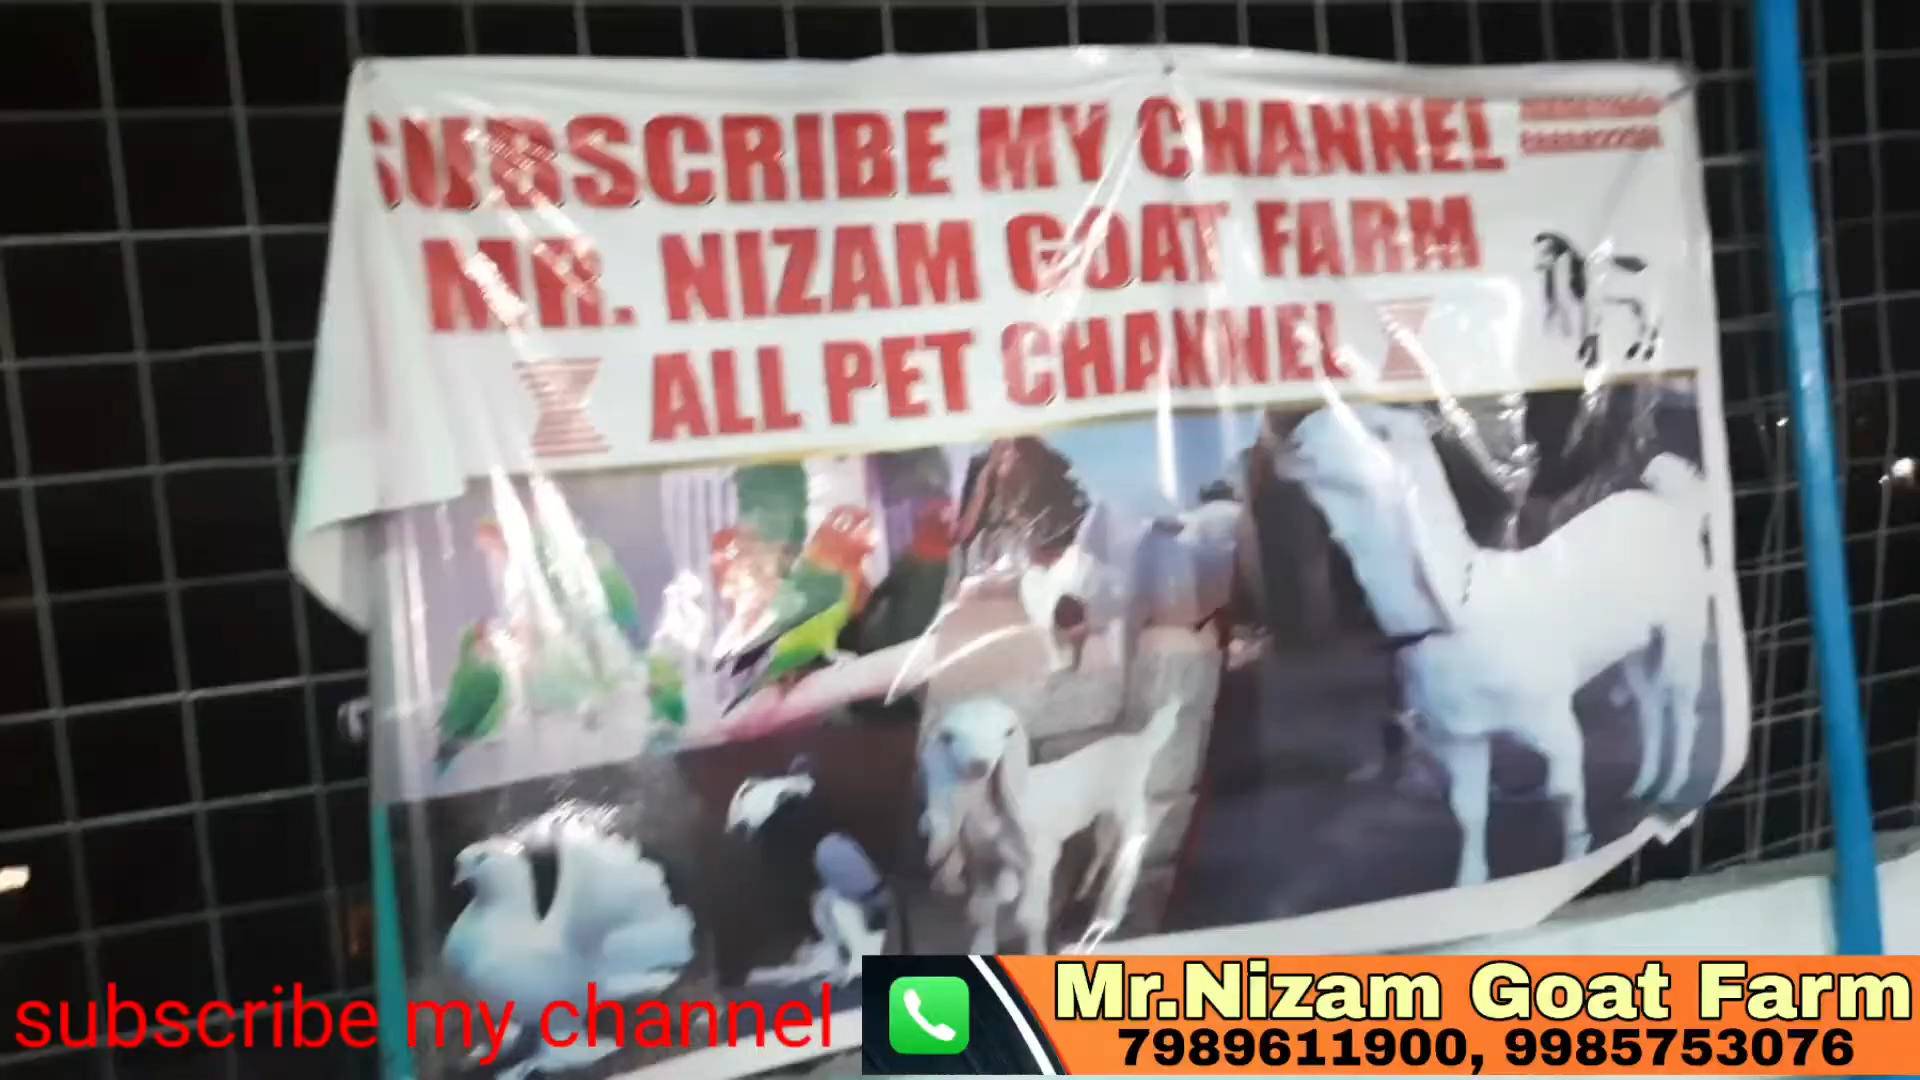 SUBSCRIBE MY CHANNEL
MR. NIZAM GOAT FARM
ALL PET CHANNEL
subscribe my channel
Mr.Nizam Goat Farm
7989611900, 9985753076